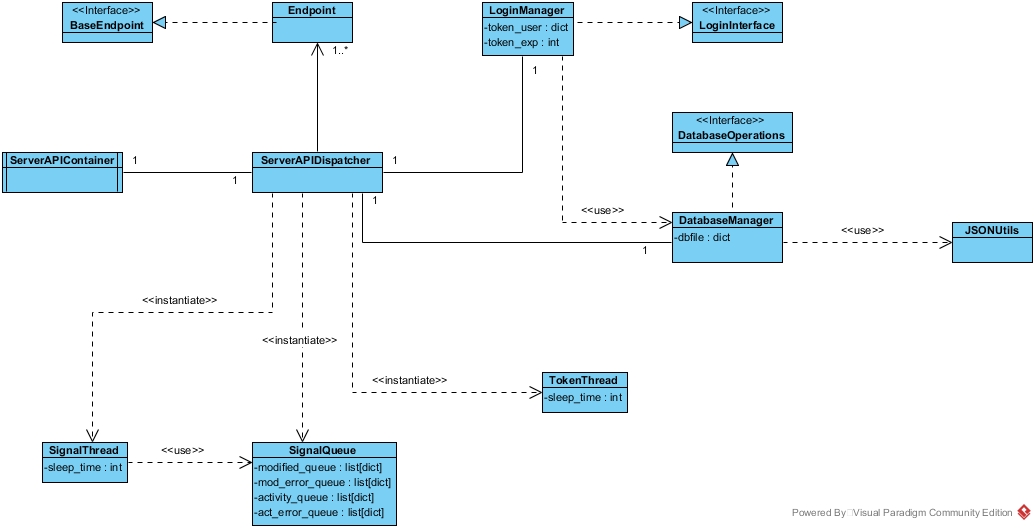 <<Interface>>
BaseEndpoint
Endpoint
1..*
LoginManager
-token_user : dict
-token_exp : int
<<Interface>>
LoginInterface
1
<<Interface>>
DatabaseOperations
ServerAPIContainer
1
1
ServerAPIDispatcher
1
1
<<use>>
DatabaseManager
-dbfile : dict
1
<<use>>
JSONUtils
<<instantiate>>
<<instantiate>>
<<instantiate>>
TokenThread
-sleep_time : int
SignalThread
-sleep_time : int
<<use>>
SignalQueue
-modified_queue : list[dict]
-mod_error_queue : list[dict]
-activity_queue : list[dict]
-act_error_queue : list[dict]
Powered By Visual Paradigm Community Edition